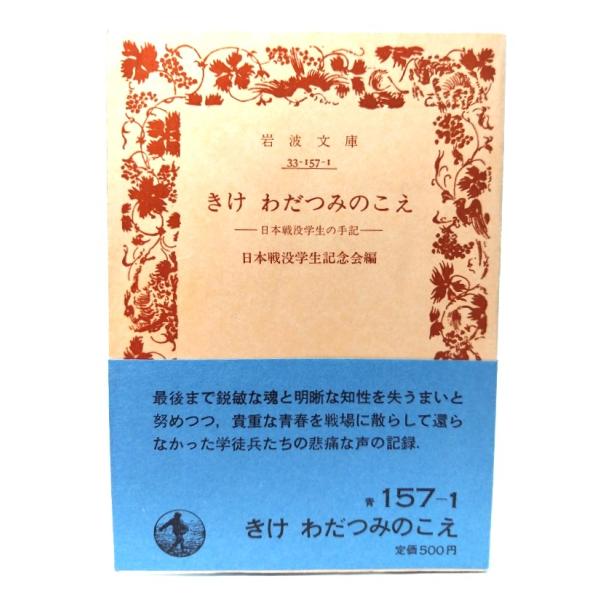 岩波文庫
33-157-1
きけ わだつみのこえ
—日本戦没学生の手記—
日本戦没学生記念会編
最後まで鋭敏な魂と明晰な知性を失うまいと
努めつつ，貴重な青春を戦場に散らして還ら
なかった学徒兵たちの悲痛な声の記録．
青 157-1
きけ わだつみのこえ
定価500円